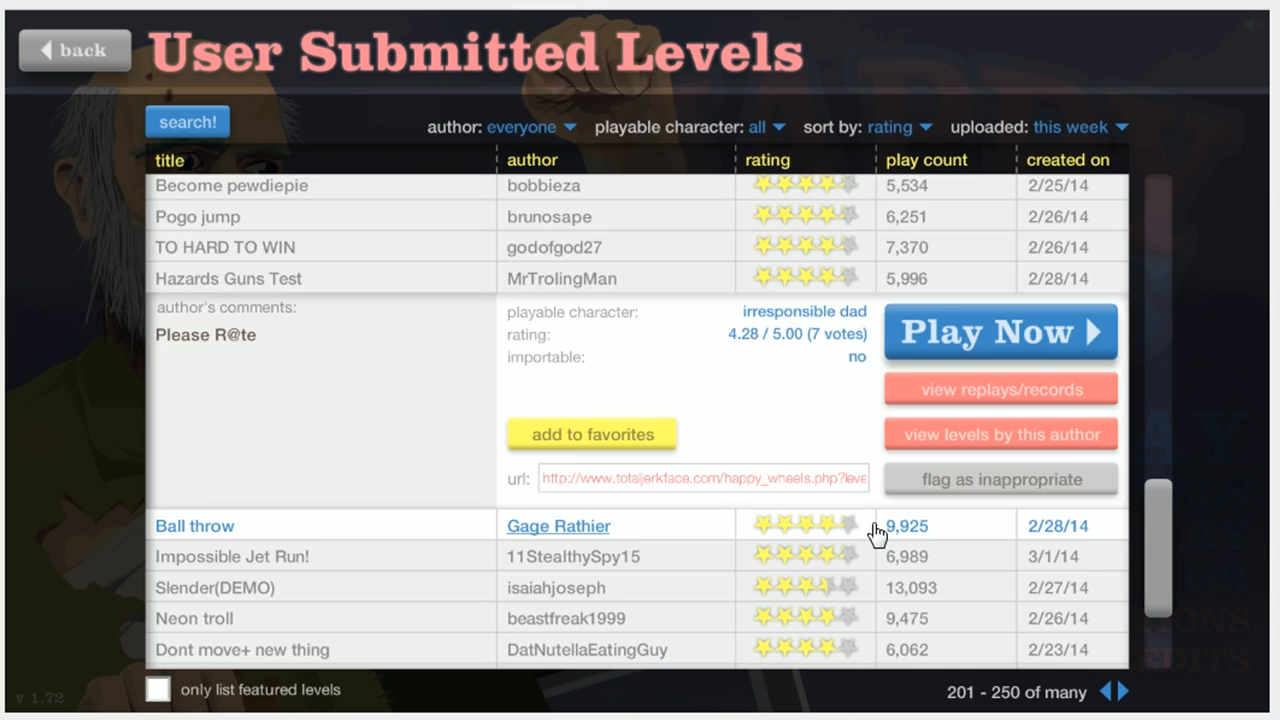 back
User Submitted Levels
search!
author: everyone playable character: all sort by: rating uploaded: this week
title author rating play count created on
Become pewdiepie bobbieza 5,534 2/25/14
Pogo jump brunosape 6,251 2/26/14
TO HARD TO WIN godofgod27 7,370 2/26/14
Hazards Guns Test MrTrolingMan 5,996 2/28/14
author's comments:
Please R@te
playable character: irresponsible dad
rating: 4.28 / 5.00 (7 votes)
importable: no
Play Now
view replays/records
add to favorites
view levels by this author
url: http://www.totaljerkface.com/happy_wheels.php?leve
flag as inappropriate
Ball throw Gage Rathier 9,925 2/28/14
Impossible Jet Run! 11StealthySpy15 6,989 3/1/14
Slender(DEMO) isaiahjoseph 13,093 2/27/14
Neon troll beastfreak1999 9,475 2/26/14
Dont move+ new thing DatNutellaEatingGuy 6,062 2/23/14
v 1.72
only list featured levels
201 - 250 of many